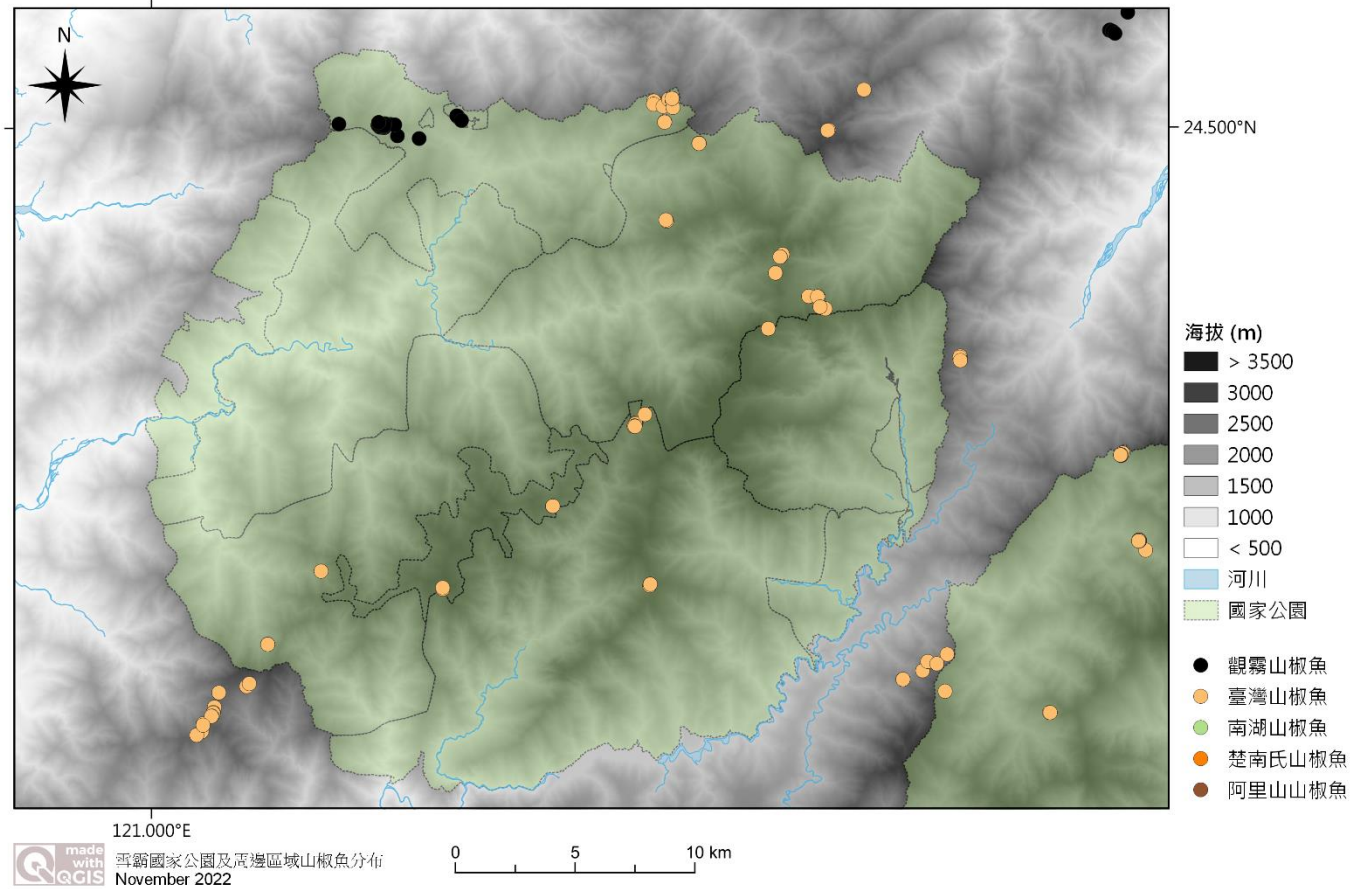 N
24.500°N
海拔 (m)
> 3500
3000
2500
2000
1500
1000
< 500
河川
國家公園
觀霧山椒魚
臺灣山椒魚
南湖山椒魚
楚南氏山椒魚
阿里山山椒魚
121.000°E
made
with
QGIS
雪霸國家公園及周邊區域山椒魚分布
November 2022
0 5 10 km